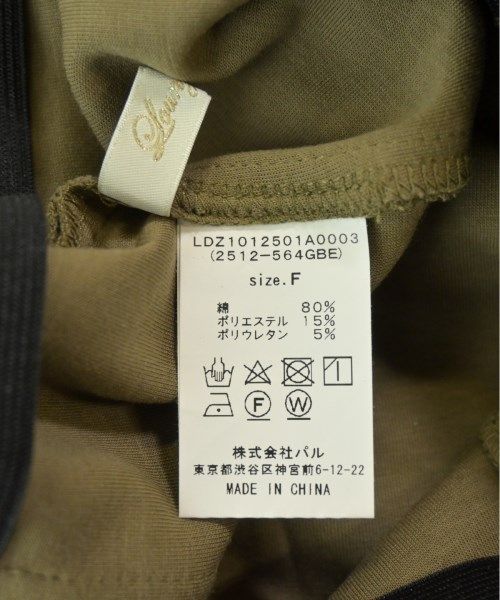 LDZ1012501A0003
(2512-564GBE)
size.F
綿 80%
ポリエステル 15%
ポリウレタン 5%
F W
株式会社パル
東京都渋谷区神宮前6-12-22
MADE IN CHINA